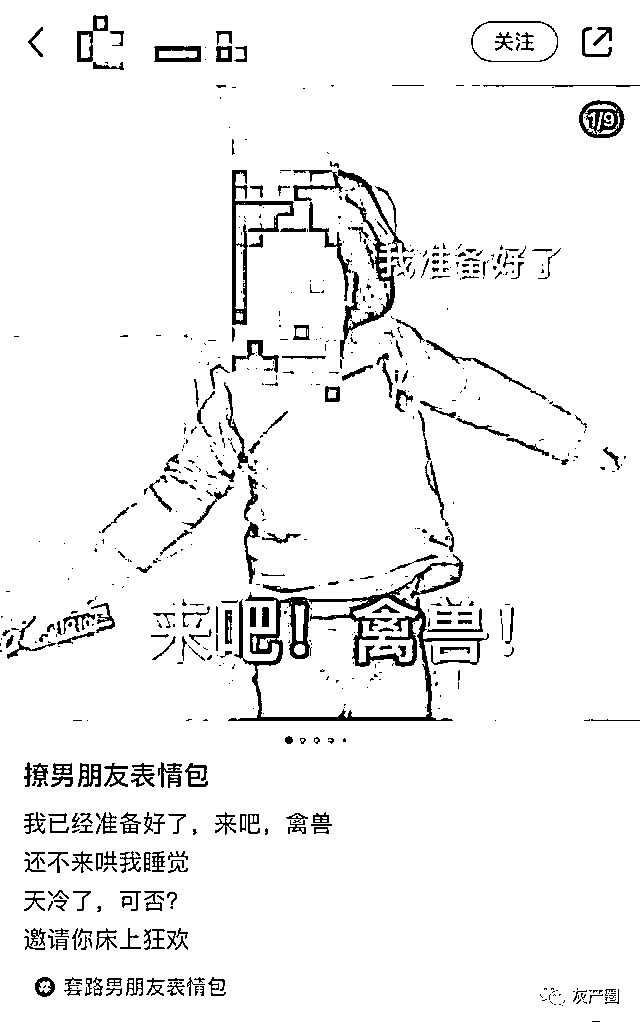 关注
1/9
我准备好了
来吧！禽兽！
撩男朋友表情包
我已经准备好了，来吧，禽兽
还不来哄我睡觉
天冷了，可否？
邀请你床上狂欢
套路男朋友表情包
灰产圈